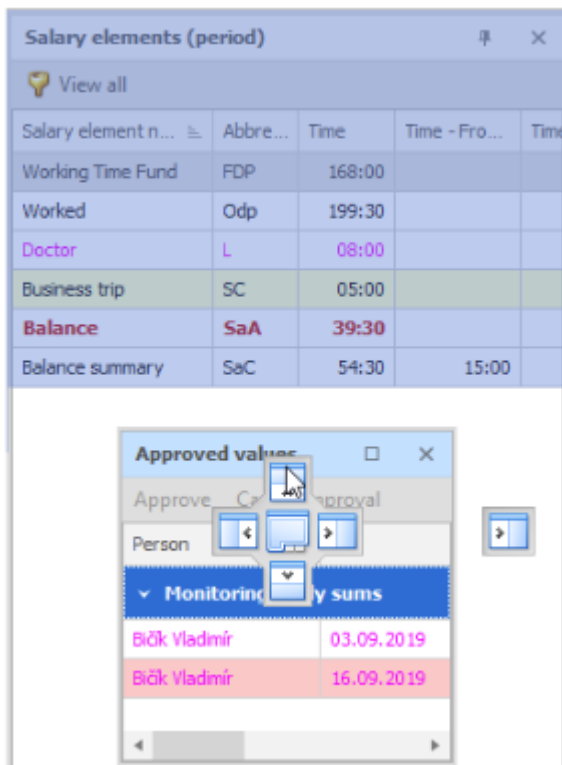 Salary elements (period)
View all
Salary element n... Abbre... Time Time - Fro... Time
Working Time Fund FDP 168:00
Worked Odp 199:30
Doctor L 08:00
Business trip SC 05:00
Balance SaA 39:30
Balance summary SaC 54:30 15:00
Approved values
Approve
Person
Monitoring sums
Bičík Vladimír 03.09.2019
Bičík Vladimír 16.09.2019